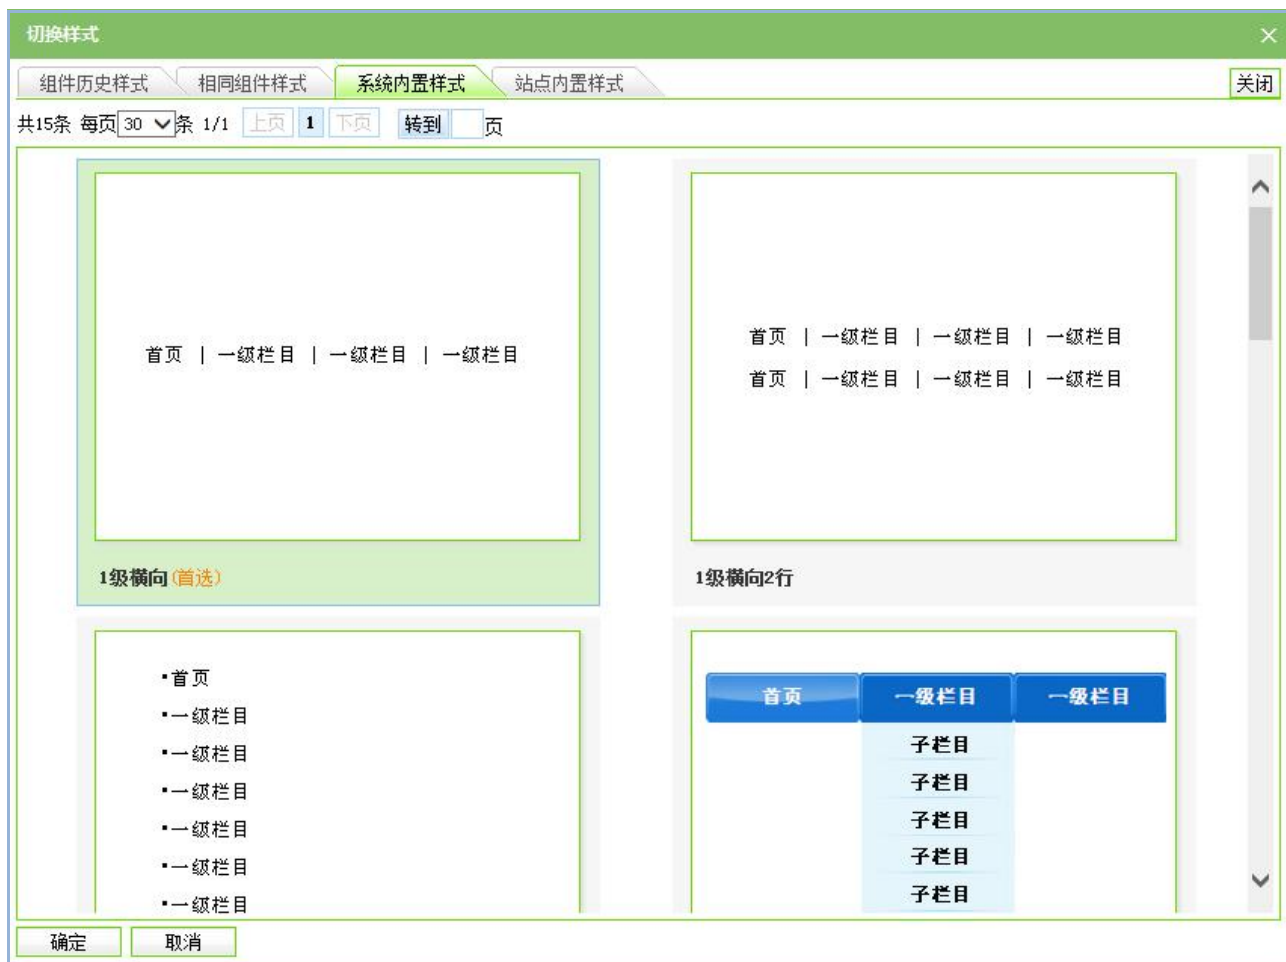 切换样式
组件历史样式 相同组件样式 系统内置样式 站点内置样式 关闭
共15条 每页 30 条 1/1 上页 1 下页 转到 页
首页 | 一级栏目 | 一级栏目 | 一级栏目
1级横向(首选)
首页 | 一级栏目 | 一级栏目 | 一级栏目
首页 | 一级栏目 | 一级栏目 | 一级栏目
1级横向2行
▪首页
▪一级栏目
▪一级栏目
▪一级栏目
▪一级栏目
▪一级栏目
▪一级栏目
首页 一级栏目 一级栏目
子栏目
子栏目
子栏目
子栏目
子栏目
确定 取消